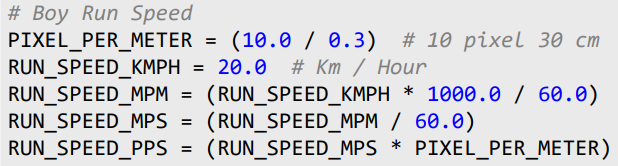 # Boy Run Speed
PIXEL_PER_METER = (10.0 / 0.3)  # 10 pixel 30 cm
RUN_SPEED_KMPH = 20.0  # Km / Hour
RUN_SPEED_MPM = (RUN_SPEED_KMPH * 1000.0 / 60.0)
RUN_SPEED_MPS = (RUN_SPEED_MPM / 60.0)
RUN_SPEED_PPS = (RUN_SPEED_MPS * PIXEL_PER_METER)